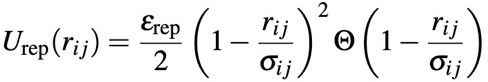 U_rep(r_ij) = ε_rep/2 (1 − r_ij/σ_ij)² Θ (1 − r_ij/σ_ij)